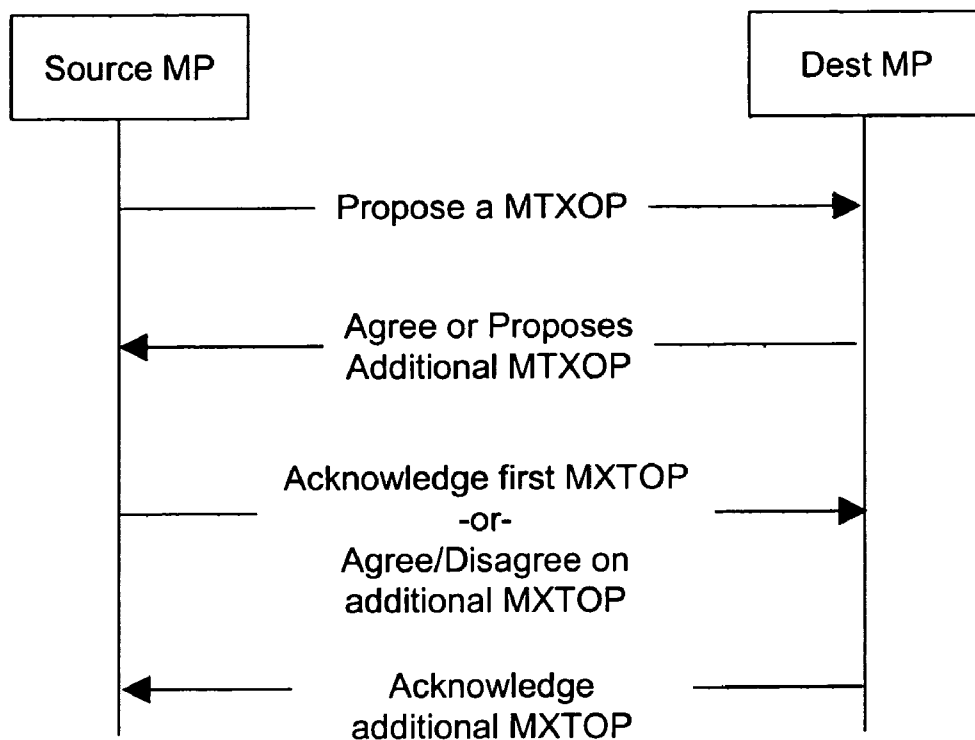 Source MP
Dest MP
Propose a MTXOP
Agree or Proposes
Additional MTXOP
Acknowledge first MXTOP
-or-
Agree/Disagree on
additional MXTOP
Acknowledge
additional MXTOP